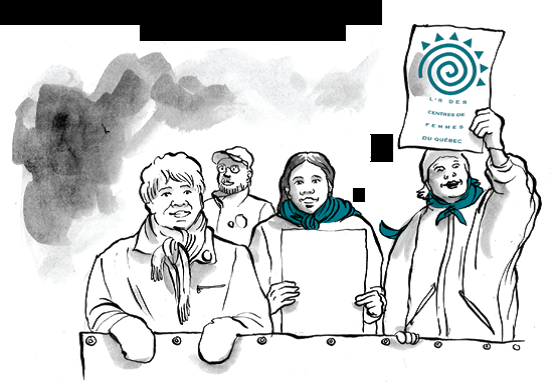 L'R DES
CENTRES DE
FEMMES
DU QUÉBEC